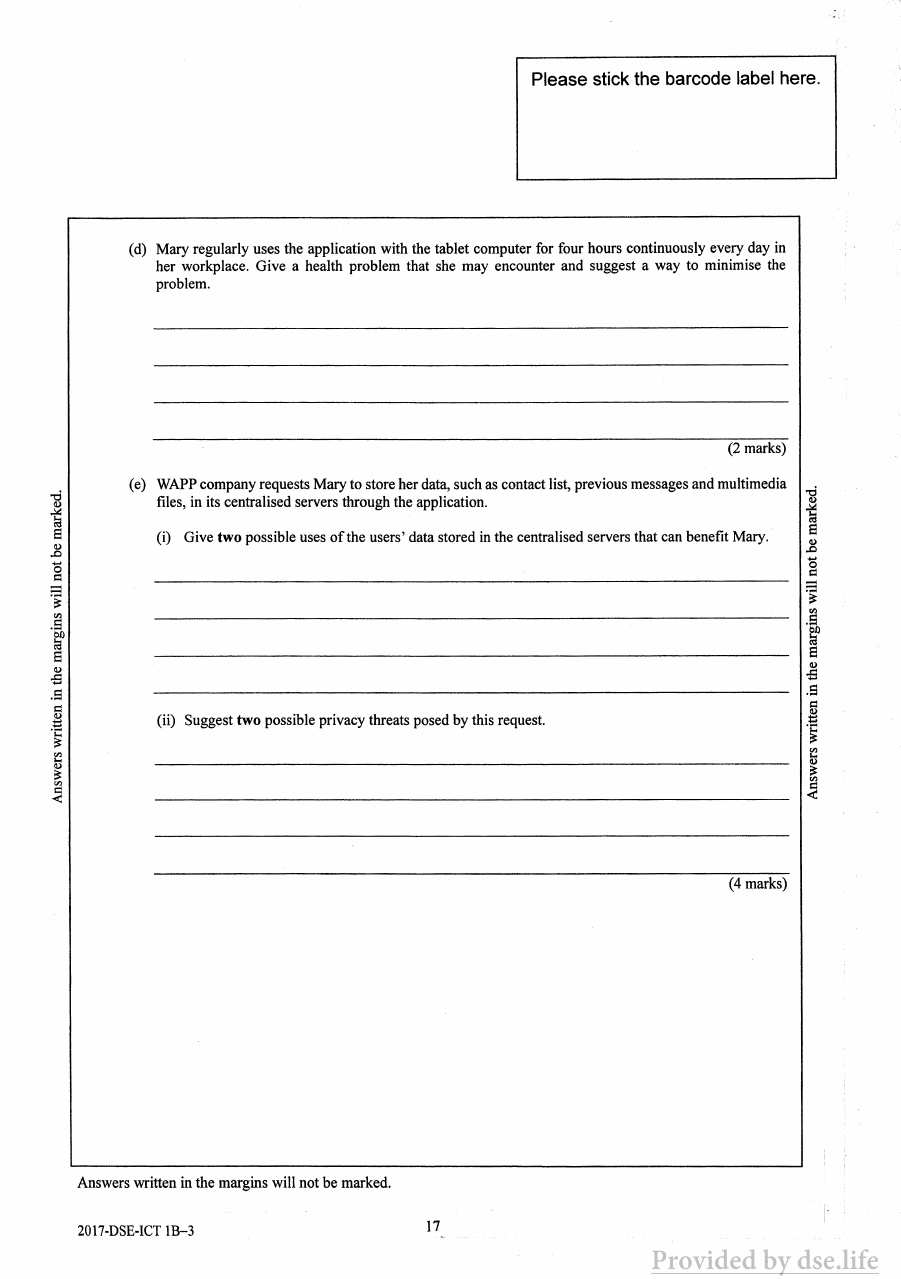 Please stick the barcode label here.
(d) Mary regularly uses the application with the tablet computer for four hours continuously every day in
her workplace. Give a health problem that she may encounter and suggest a way to minimise the
problem.
(2 marks)
(e) WAPP company requests Mary to store her data, such as contact list, previous messages and multimedia
files, in its centralised servers through the application.
(i) Give two possible uses of the users' data stored in the centralised servers that can benefit Mary.
(ii) Suggest two possible privacy threats posed by this request.
(4 marks)
Answers written in the margins will not be marked.
Answers written in the margins will not be marked.
Answers written in the margins will not be marked.
2017-DSE-ICT 1B–3
17
Provided by dse.life